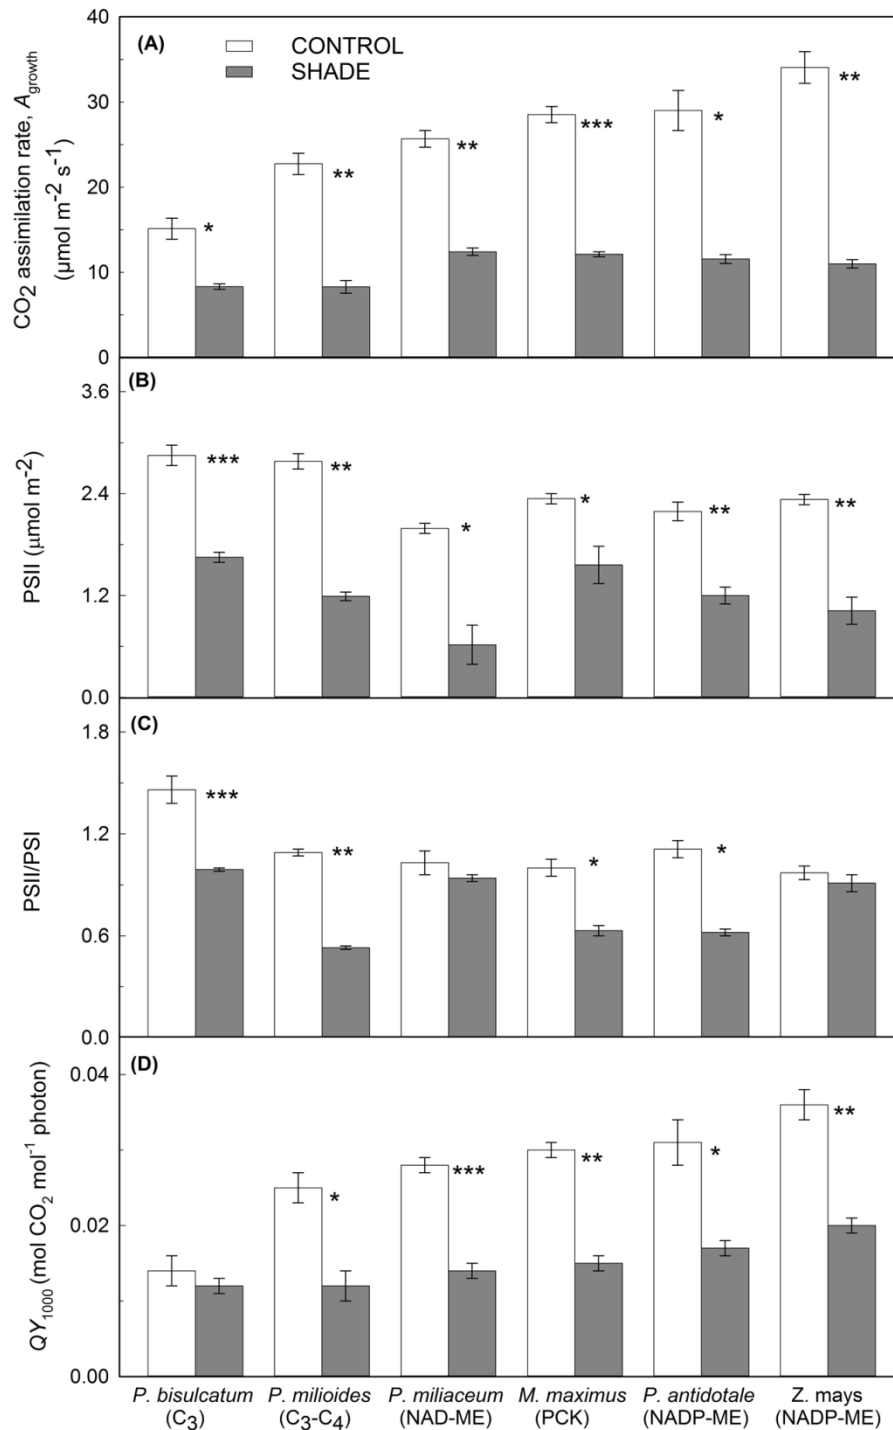 (A)
CONTROL
SHADE
CO2 assimilation rate, Agrowth
(µmol m-2 s-1)
40
30
20
10
0
*
**
**
***
*
**
(B)
PSII (µmol m-2)
3.6
2.4
1.2
0.0
***
**
*
*
**
**
(C)
PSII/PSI
1.8
1.2
0.6
0.0
***
**
*
*
(D)
QY1000 (mol CO2 mol-1 photon)
0.04
0.02
0.00
*
***
**
*
**
P. bisulcatum P. milioides P. miliaceum M. maximus P. antidotale Z. mays
(C3) (C3-C4) (NAD-ME) (PCK) (NADP-ME) (NADP-ME)